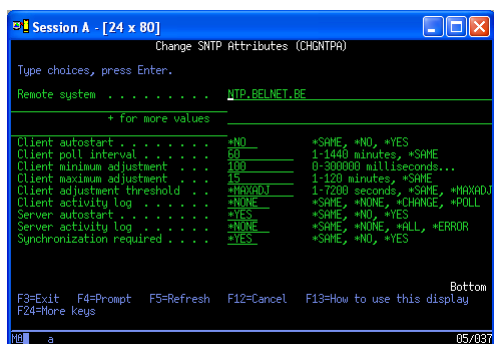 Session A - [24 x 80]
Change SNTP Attributes (CHGNTPA)
Type choices, press Enter.
Remote system . . . . . . . . . NTP.BELNET.BE
+ for more values
Client autostart . . . . . . . . *NO *SAME, *NO, *YES
Client poll interval . . . . . . 60 1-1440 minutes, *SAME
Client minimum adjustment . . . 100 0-300000 milliseconds...
Client maximum adjustment . . . 15 1-120 minutes, *SAME
Client adjustment threshold . . *MAXADJ 1-7200 seconds, *SAME, *MAXADJ
Client activity log . . . . . . *NONE *SAME, *NONE, *CHANGE, *POLL
Server autostart . . . . . . . . *YES *SAME, *NO, *YES
Server activity log . . . . . . *NONE *SAME, *NONE, *ALL, *ERROR
Synchronization required . . . . *YES *SAME, *NO, *YES
Bottom
F3=Exit F4=Prompt F5=Refresh F12=Cancel F13=How to use this display
F24=More keys
MA a 05/037